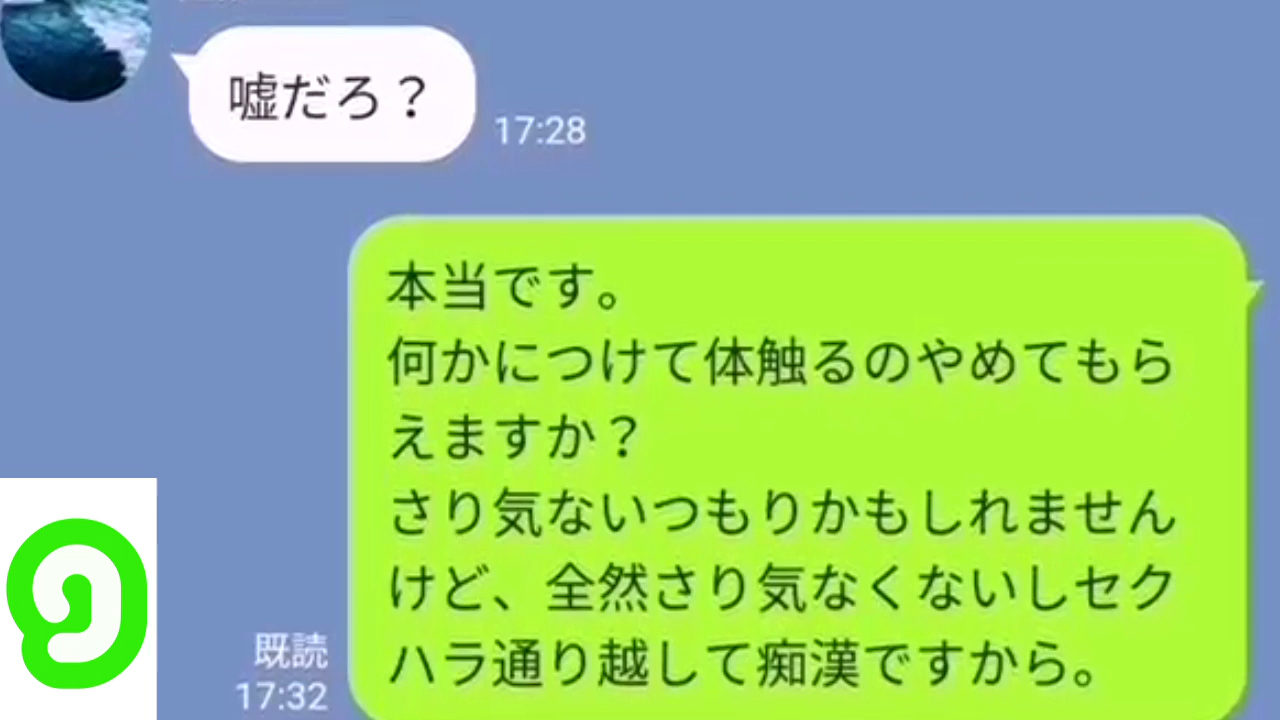 嘘だろ？
17:28
本当です。
何かにつけて体触るのやめてもら
えますか？
さり気ないつもりかもしれません
けど、全然さり気なくないしセク
ハラ通り越して痴漢ですから。
既読
17:32